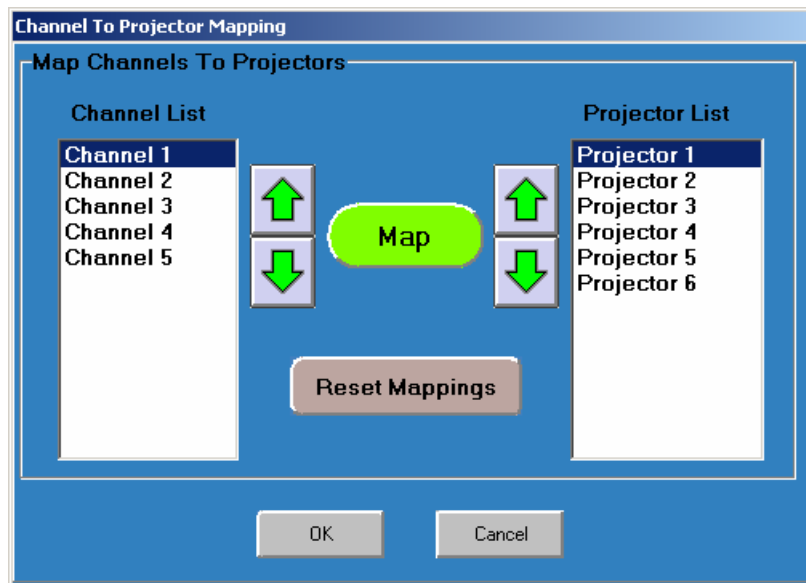 Channel To Projector Mapping
Map Channels To Projectors
Channel List
Channel 1
Channel 2
Channel 3
Channel 4
Channel 5
Map
Reset Mappings
Projector List
Projector 1
Projector 2
Projector 3
Projector 4
Projector 5
Projector 6
OK
Cancel